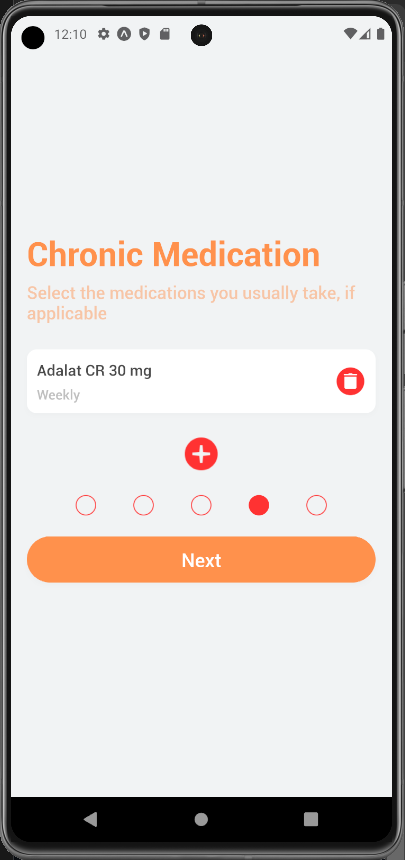 12:10
Chronic Medication
Select the medications you usually take, if
applicable
Adalat CR 30 mg
Weekly
Next